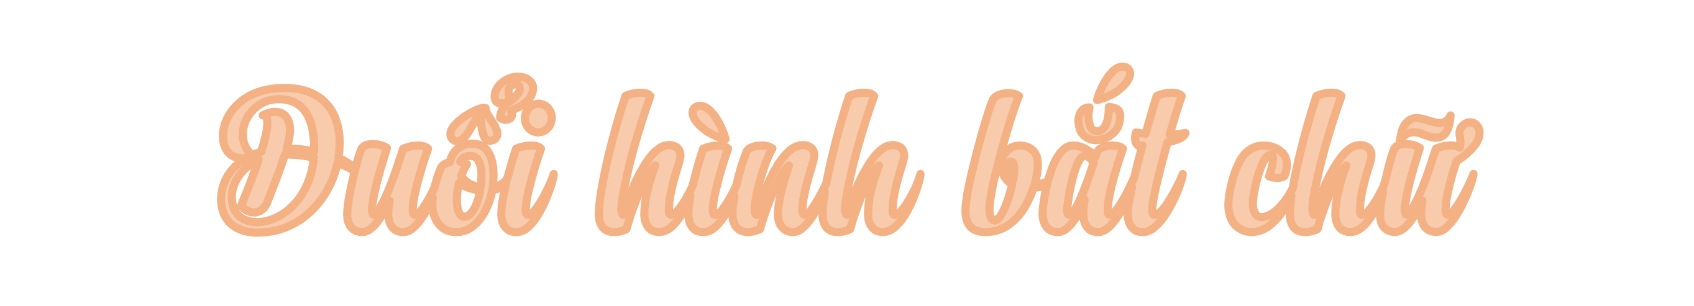 Đuổi hình bắt chữ